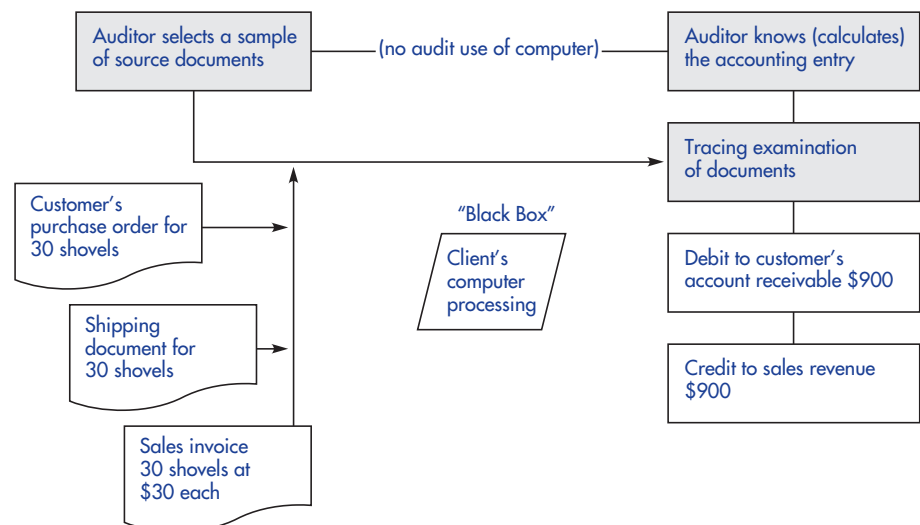 Auditor selects a sample
of source documents
(no audit use of computer)
Auditor knows (calculates)
the accounting entry
Tracing examination
of documents
Customer's
purchase order for
30 shovels
"Black Box"
Client's
computer
processing
Debit to customer's
account receivable $900
Shipping
document for
30 shovels
Credit to sales revenue
$900
Sales invoice
30 shovels at
$30 each